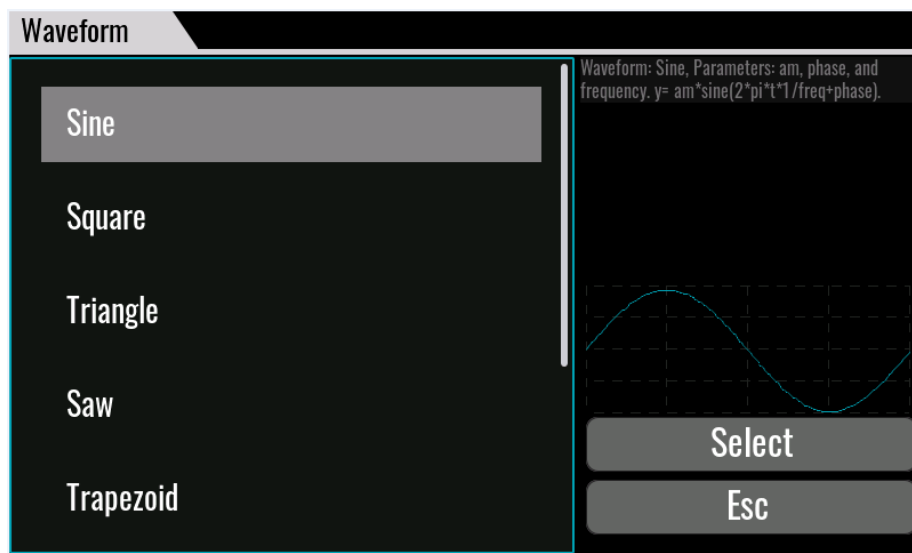 Waveform
Sine
Square
Triangle
Saw
Trapezoid
Waveform: Sine, Parameters: am, phase, and
frequency. y= am*sine(2*pi*t*1/freq+phase).
Select
Esc